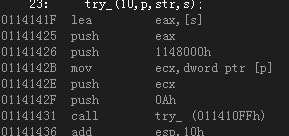 23: try_(10,p,str,s);
0114141F lea eax,[s]
01141425 push eax
01141426 push 1148000h
0114142B mov ecx,dword ptr [p]
0114142E push ecx
0114142F push 0Ah
01141431 call try_ (011410FFh)
01141436 add esp,10h